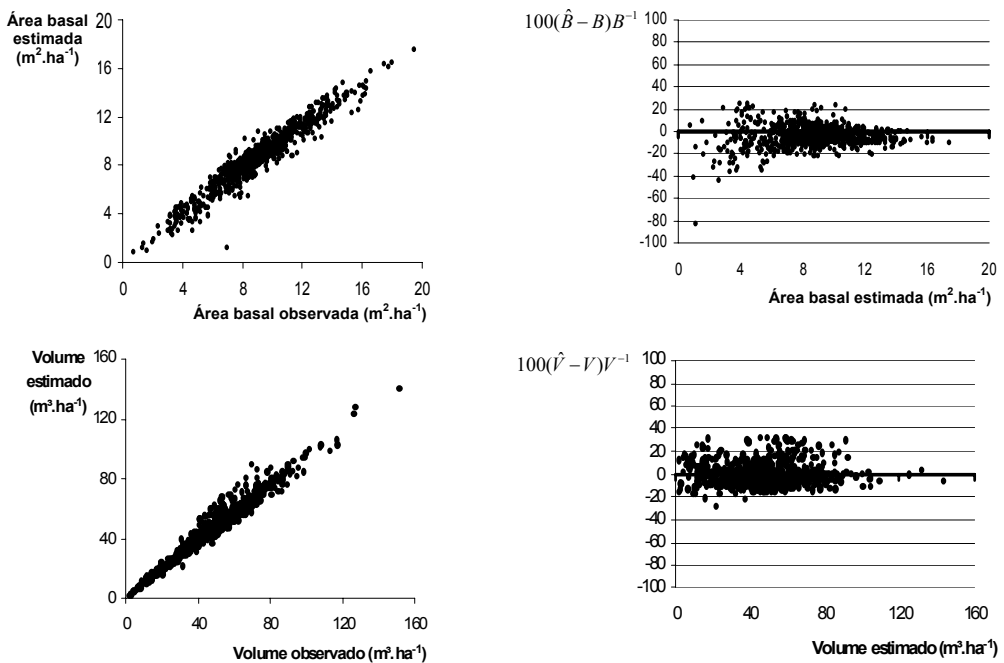 Área basal
estimada
(m².ha⁻¹)
20
16
12
8
4
0
0 4 8 12 16 20
Área basal observada (m².ha⁻¹)
100(B̂ – B)B⁻¹
100
80
60
40
20
0
-20
-40
-60
-80
-100
0 4 8 12 16 20
Área basal estimada (m².ha⁻¹)
Volume
estimado
(m³.ha⁻¹)
160
120
80
40
0
0 40 80 120 160
Volume observado (m³.ha⁻¹)
100(V̂ – V)V⁻¹
100
80
60
40
20
0
-20
-40
-60
-80
-100
0 40 80 120 160
Volume estimado (m³.ha⁻¹)